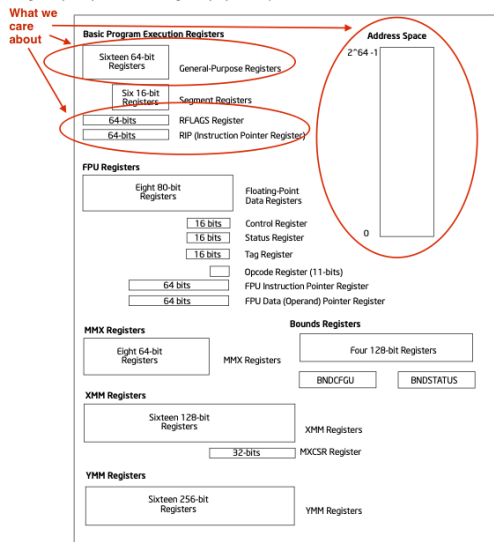 What we
care
about
Basic Program Execution Registers
Address Space
2^64 -1
Sixteen 64-bit
Registers
General-Purpose Registers
Six 16-bit
Registers
Segment Registers
64-bits
RFLAGS Register
64-bits
RIP (Instruction Pointer Register)
0
FPU Registers
Eight 80-bit
Registers
Floating-Point
Data Registers
16 bits
Control Register
16 bits
Status Register
16 bits
Tag Register
Opcode Register (11-bits)
64 bits
FPU Instruction Pointer Register
64 bits
FPU Data (Operand) Pointer Register
MMX Registers
Bounds Registers
Eight 64-bit
Registers
MMX Registers
Four 128-bit Registers
BNDCFGU
BNDSTATUS
XMM Registers
Sixteen 128-bit
Registers
XMM Registers
32-bits
MXCSR Register
YMM Registers
Sixteen 256-bit
Registers
YMM Registers